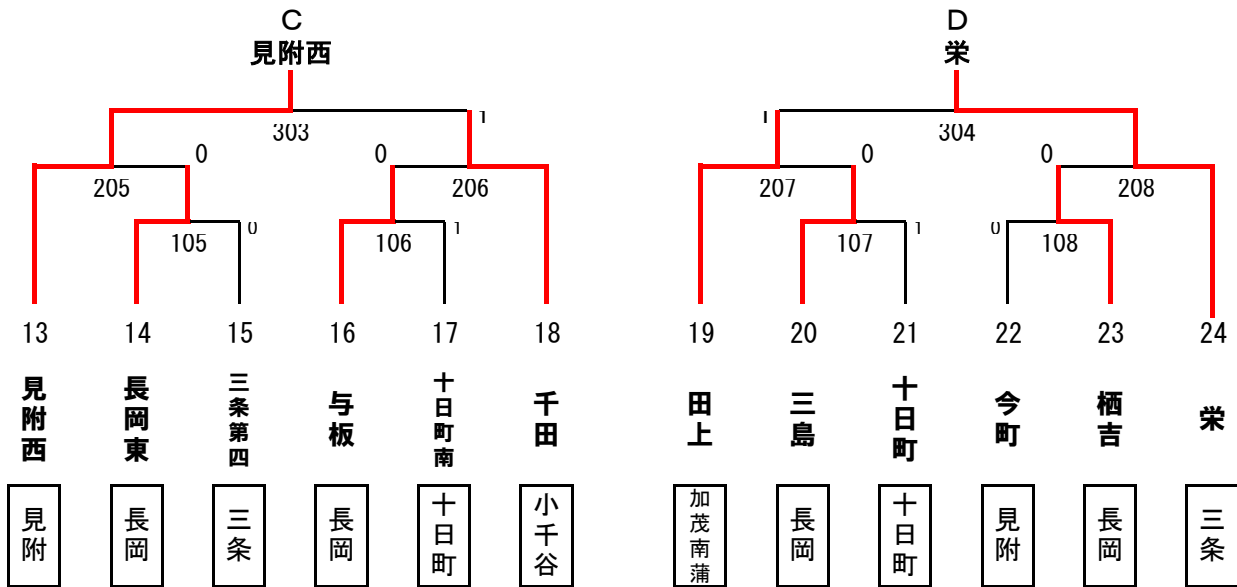 C
D
見附西
栄
1
1
303
304
0
0
0
0
205
206
207
208
0
1
1
0
105
106
107
108
13
14
15
16
17
18
19
20
21
22
23
24
見附西
長岡東
三条第四
与板
十日町南
千田
田上
三島
十日町
今町
栖吉
栄
見附
長岡
三条
長岡
十日町
小千谷
加茂南蒲
長岡
十日町
見附
長岡
三条